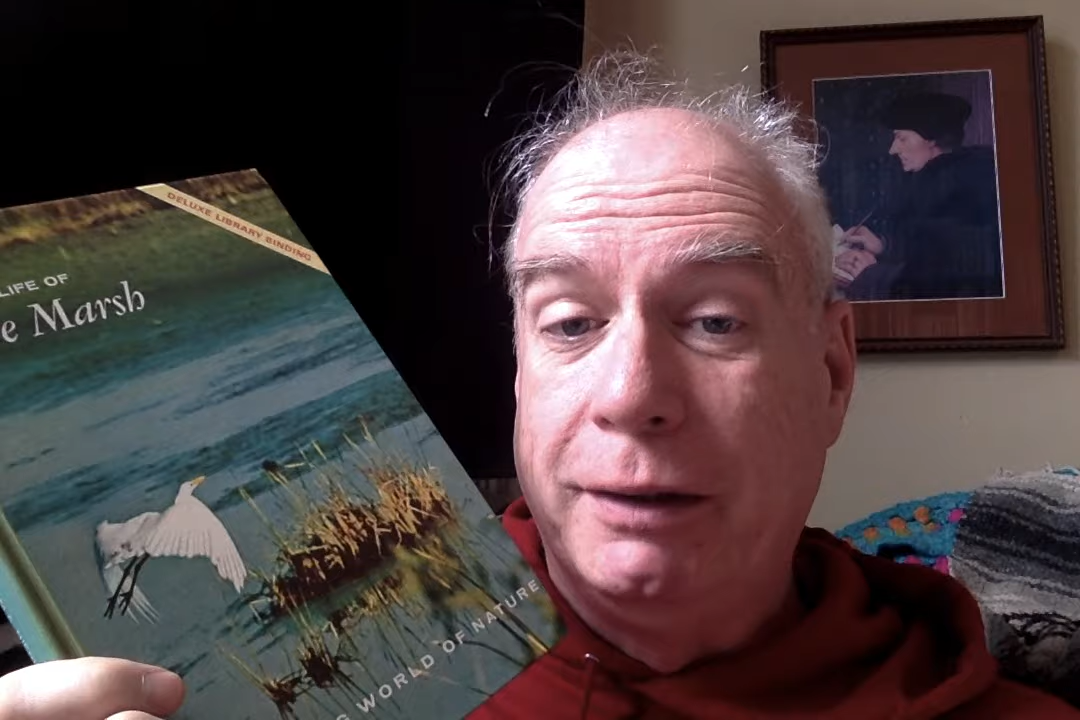 DELUXE LIBRARY BINDING
LIFE OF
e Marsh
G WORLD OF NATURE